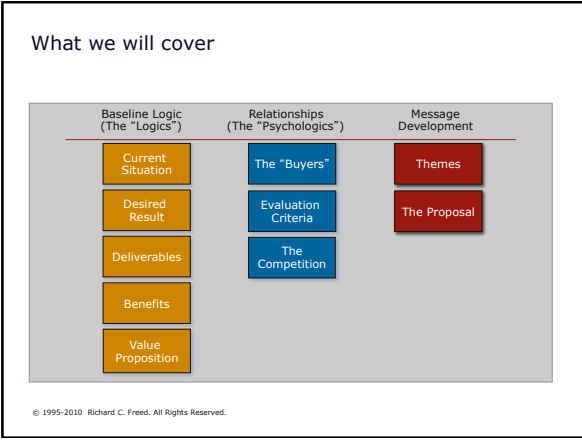 What we will cover
Baseline Logic
(The “Logics”)
Relationships
(The “Psychologics”)
Message
Development
Current
Situation
Desired
Result
Deliverables
Benefits
Value
Proposition
The “Buyers”
Evaluation
Criteria
The
Competition
Themes
The Proposal
© 1995-2010 Richard C. Freed. All Rights Reserved.